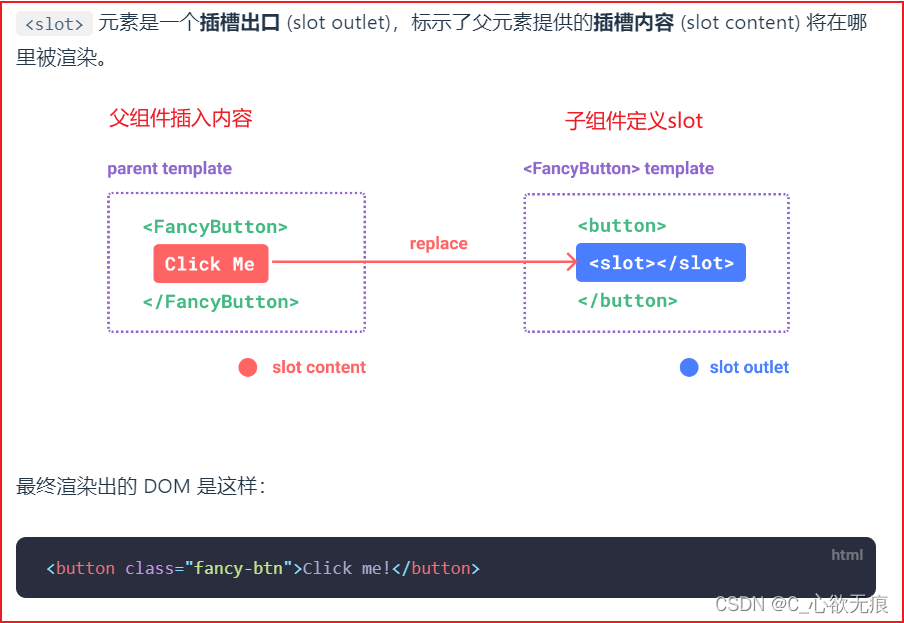 <slot> 元素是一个插槽出口 (slot outlet)，标示了父元素提供的插槽内容 (slot content) 将在哪
里被渲染。
父组件插入内容
子组件定义slot
parent template
<FancyButton> template
<FancyButton>
Click Me
</FancyButton>
replace
<button>
<slot></slot>
</button>
slot content
slot outlet
最终渲染出的 DOM 是这样：
html
<button class="fancy-btn">Click me!</button>
CSDN @C_心欲无痕